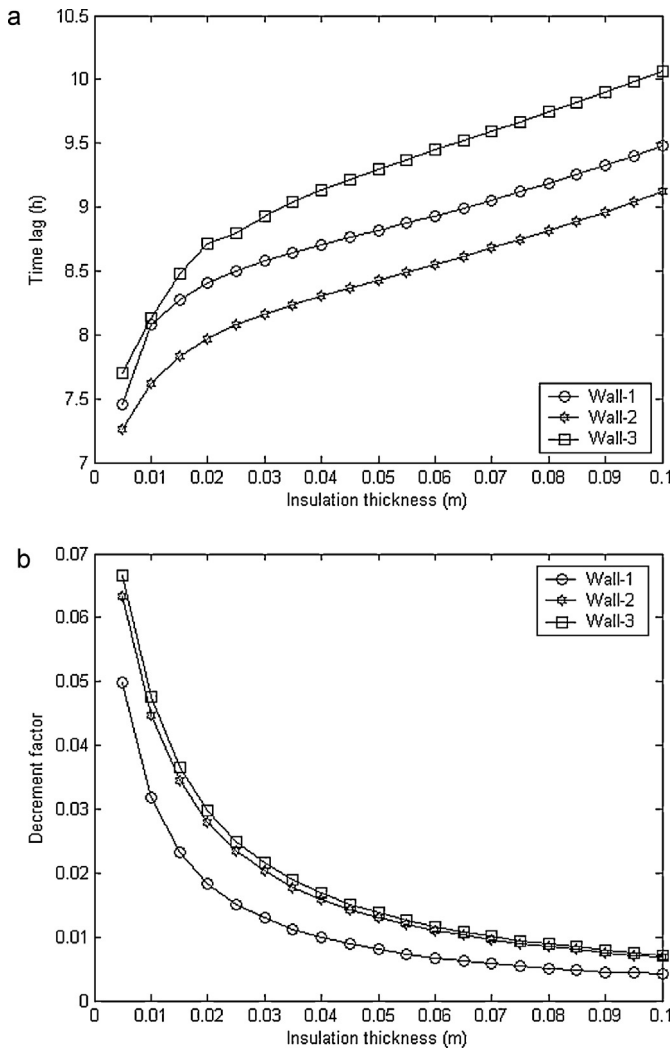 a
10.5
10
9.5
9
8.5
8
7.5
7
Time lag (h)
0 0.01 0.02 0.03 0.04 0.05 0.06 0.07 0.08 0.09 0.1
Insulation thickness (m)
Wall-1
Wall-2
Wall-3
b
0.07
0.06
0.05
0.04
0.03
0.02
0.01
0
Decrement factor
0 0.01 0.02 0.03 0.04 0.05 0.06 0.07 0.08 0.09 0.1
Insulation thickness (m)
Wall-1
Wall-2
Wall-3